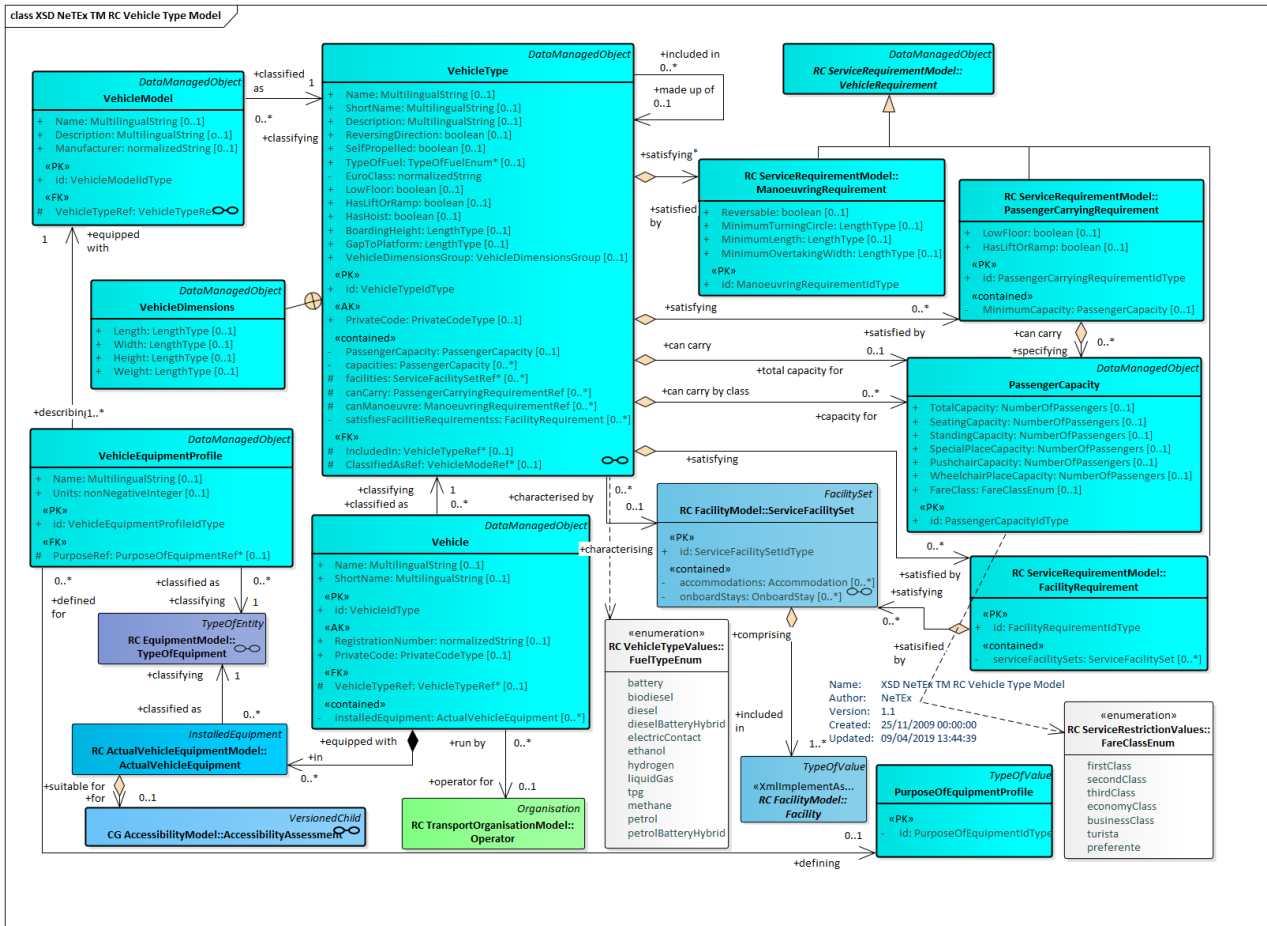 class XSD NeTEx TM RC Vehicle Type Model
DataManagedObject
VehicleModel
+ Name: MultilingualString [0..1]
+ Description: MultilingualString [0..1]
+ Manufacturer: normalizedString [0..1]
«PK»
+ id: VehicleModelIdType
«FK»
# VehicleTypeRef: VehicleTypeRe
+classified
as
1
0..*
+classifying
DataManagedObject
VehicleType
+ Name: MultilingualString [0..1]
+ ShortName: MultilingualString [0..1]
+ Description: MultilingualString [0..1]
+ ReversingDirection: boolean [0..1]
+ SelfPropelled: boolean [0..1]
+ TypeOfFuel: TypeOfFuelEnum* [0..1]
- EuroClass: normalizedString
+ LowFloor: boolean [0..1]
+ HasLiftOrRamp: boolean [0..1]
+ HasHoist: boolean [0..1]
+ BoardingHeight: LengthType [0..1]
+ GapToPlatform: LengthType [0..1]
+ VehicleDimensionsGroup: VehicleDimensionsGroup [0..1]
«PK»
+ id: VehicleTypeIdType
«AK»
+ PrivateCode: PrivateCodeType [0..1]
«contained»
- PassengerCapacity: PassengerCapacity [0..1]
- capacities: PassengerCapacity [0..*]
# facilities: ServiceFacilitySetRef* [0..*]
# canCarry: PassengerCarryingRequirementRef [0..*]
# canManoeuvre: ManoeuvringRequirementRef [0..*]
- satisfiesFacilitieRequirementss: FacilityRequirement [0..*]
«FK»
# IncludedIn: VehicleTypeRef* [0..1]
# ClassifiedAsRef: VehicleModeRef* [0..1]
+included in
0..*
+made up of
0..1
DataManagedObject
RC ServiceRequirementModel::
VehicleRequirement
+satisfying*
+satisfied
by
RC ServiceRequirementModel::
ManoeuvringRequirement
+ Reversable: boolean [0..1]
+ MinimumTurningCircle: LengthType [0..1]
+ MinimumLength: LengthType [0..1]
+ MinimumOvertakingWidth: LengthType [0..1]
«PK»
+ id: ManoeuvringRequirementIdType
RC ServiceRequirementModel::
PassengerCarryingRequirement
+ LowFloor: boolean [0..1]
+ HasLiftOrRamp: boolean [0..1]
«PK»
+ id: PassengerCarryingRequirementIdType
«contained»
- MinimumCapacity: PassengerCapacity [0..1]
1
+equipped
with
DataManagedObject
VehicleDimensions
+ Length: LengthType [0..1]
+ Width: LengthType [0..1]
+ Height: LengthType [0..1]
+ Weight: LengthType [0..1]
+satisfying
0..*
+satisfied by
+can carry
0..*
+specifying
+can carry
0..1
+total capacity for
+can carry by class
0..*
+capacity for
DataManagedObject
PassengerCapacity
+ TotalCapacity: NumberOfPassengers [0..1]
+ SeatingCapacity: NumberOfPassengers [0..1]
+ StandingCapacity: NumberOfPassengers [0..1]
+ SpecialPlaceCapacity: NumberOfPassengers [0..1]
+ PushchairCapacity: NumberOfPassengers [0..1]
+ WheelchairPlaceCapacity: NumberOfPassengers [0..1]
+ FareClass: FareClassEnum [0..1]
«PK»
+ id: PassengerCapacityIdType
+describing
1..*
DataManagedObject
VehicleEquipmentProfile
+ Name: MultilingualString [0..1]
+ Units: nonNegativeInteger [0..1]
«PK»
+ id: VehicleEquipmentProfileIdType
«FK»
# PurposeRef: PurposeOfEquipmentRef* [0..1]
+satisfying
0..*
+satisfied by
+classifying
1
+classified as
0..*
+characterised by
0..*
0..1
+characterising
FacilitySet
RC FacilityModel::ServiceFacilitySet
«PK»
+ id: ServiceFacilitySetIdType
«contained»
- accommodations: Accommodation [0..*]
- onboardStays: OnboardStay [0..*]
DataManagedObject
Vehicle
+ Name: MultilingualString [0..1]
+ ShortName: MultilingualString [0..1]
«PK»
+ id: VehicleIdType
«AK»
+ RegistrationNumber: normalizedString [0..1]
+ PrivateCode: PrivateCodeType [0..1]
«FK»
# VehicleTypeRef: VehicleTypeRef* [0..1]
«contained»
- installedEquipment: ActualVehicleEquipment [0..*]
RC ServiceRequirementModel::
FacilityRequirement
«PK»
+ id: FacilityRequirementIdType
«contained»
- serviceFacilitySets: ServiceFacilitySet [0..*]
+satisfying
0..*
+satisified
by
0..*
+defined
for
+classified as
0..*
+classifying
1
TypeOfEntity
RC EquipmentModel::
TypeOfEquipment
+classifying
1
+classified as
0..*
InstalledEquipment
RC ActualVehicleEquipmentModel::
ActualVehicleEquipment
+equipped with
+in
0..*
+suitable for
+for
0..1
VersionedChild
CG AccessibilityModel::AccessibilityAssessment
+run by
0..*
+operator for
0..1
Organisation
RC TransportOrganisationModel::
Operator
«enumeration»
RC VehicleTypeValues::
FuelTypeEnum
battery
biodiesel
diesel
dieselBatteryHybrid
electricContact
ethanol
hydrogen
liquidGas
tpg
methane
petrol
petrolBatteryHybrid
+comprising
+included
in
1..*
TypeOfValue
«XmlImplementAs...
RC FacilityModel::
Facility
Name: XSD NeTEx TM RC Vehicle Type Model
Author: NeTEx
Version: 1.1
Created: 25/11/2009 00:00:00
Updated: 09/04/2019 13:44:39
TypeOfValue
PurposeOfEquipmentProfile
«PK»
- id: PurposeOfEquipmentIdType
0..1
+defining
«enumeration»
RC ServiceRestrictionValues::
FareClassEnum
firstClass
secondClass
thirdClass
economyClass
businessClass
turista
preferente